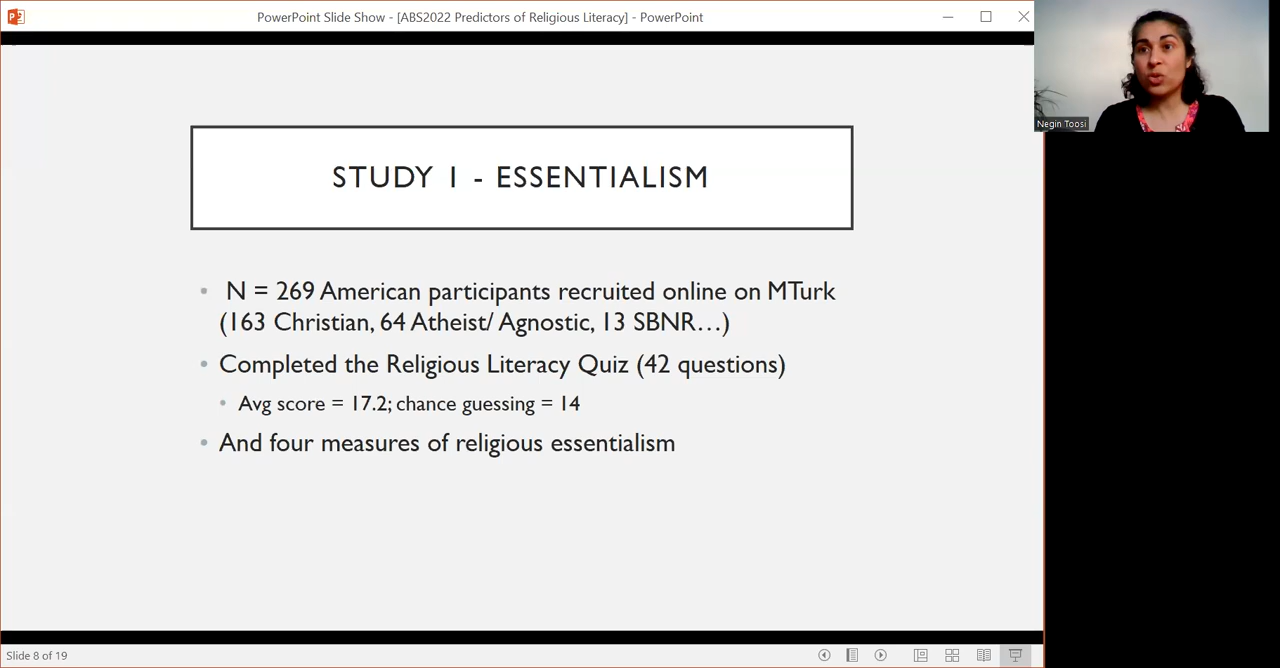 PowerPoint Slide Show - [ABS2022 Predictors of Religious Literacy] - PowerPoint
Negin Toosi
STUDY 1 - ESSENTIALISM
• N = 269 American participants recruited online on MTurk
(163 Christian, 64 Atheist/ Agnostic, 13 SBNR…)
• Completed the Religious Literacy Quiz (42 questions)
• Avg score = 17.2; chance guessing = 14
• And four measures of religious essentialism
Slide 8 of 19